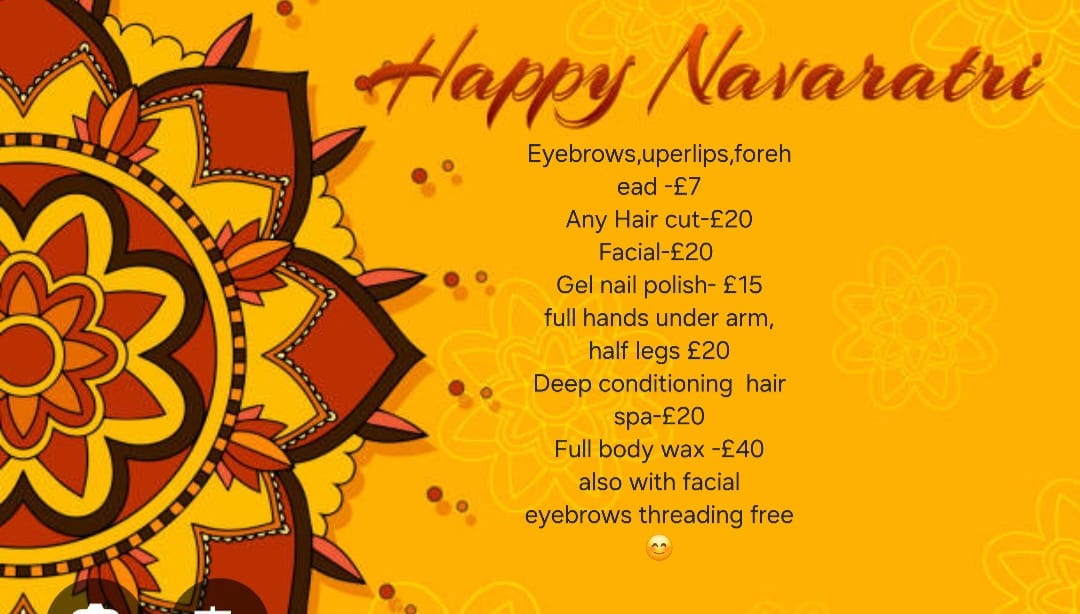 Happy Navaratri
Eyebrows,uperlips,foreh
ead -£7
Any Hair cut-£20
Facial-£20
Gel nail polish- £15
full hands under arm,
half legs £20
Deep conditioning  hair
spa-£20
Full body wax -£40
also with facial
eyebrows threading free
😊